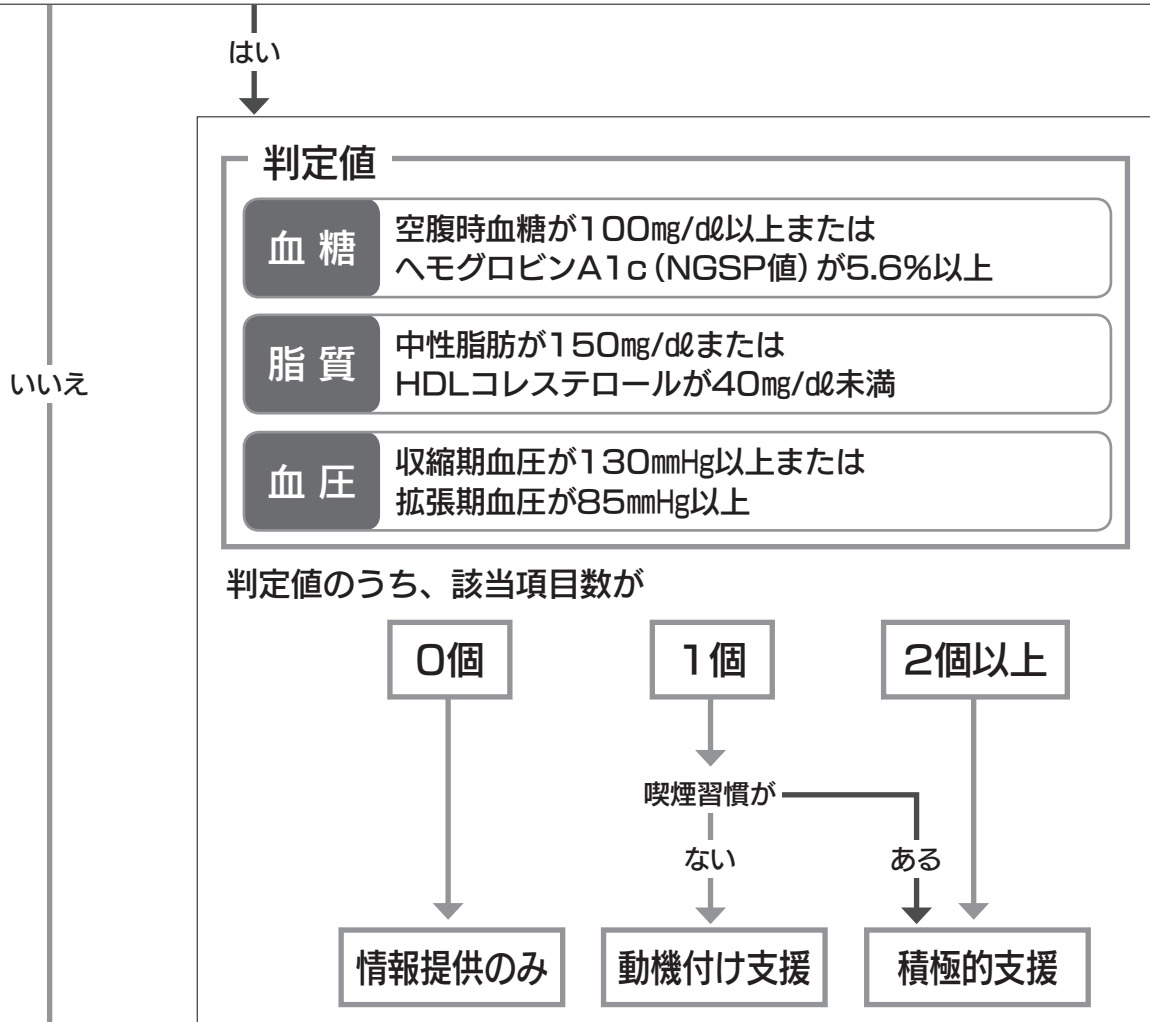 はい
判定値
血糖
空腹時血糖が100㎎/㎗以上または
ヘモグロビンA1c(NGSP値)が5.6%以上
脂質
中性脂肪が150㎎/㎗または
HDLコレステロールが40㎎/㎗未満
いいえ
血圧
収縮期血圧が130㎜Hg以上または
拡張期血圧が85㎜Hg以上
判定値のうち、該当項目数が
0個
1個
2個以上
喫煙習慣が
ない
ある
情報提供のみ
動機付け支援
積極的支援